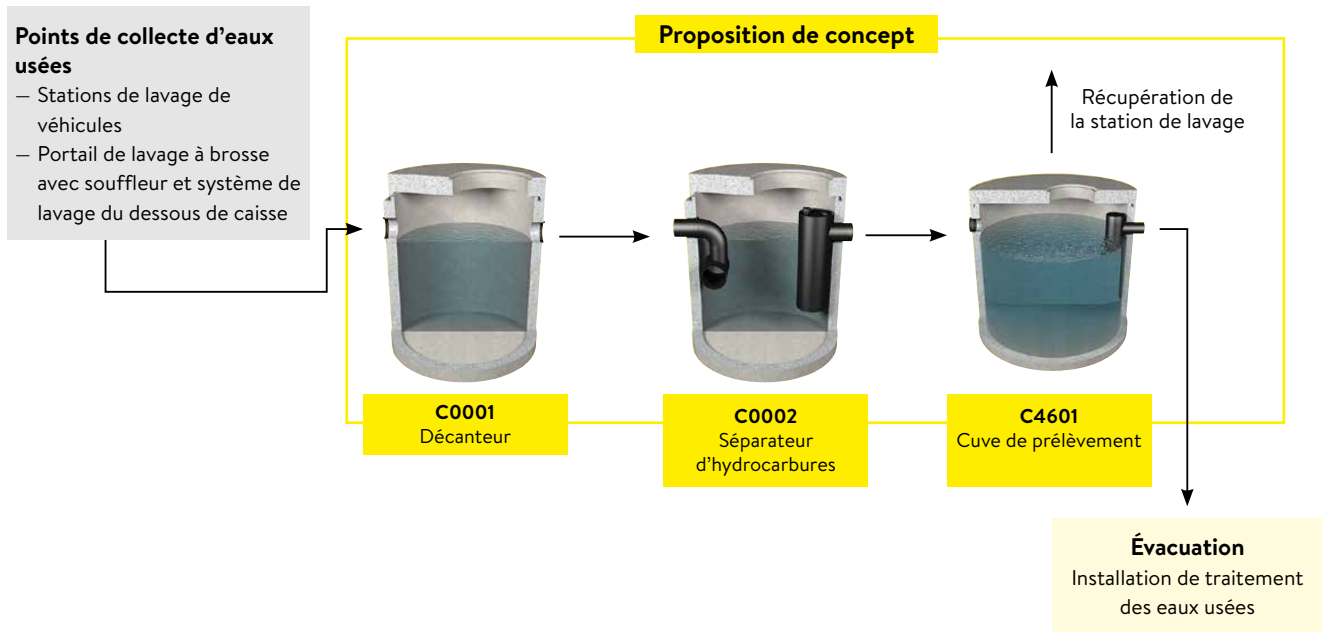 Points de collecte d’eaux
usées
— Stations de lavage de
véhicules
— Portail de lavage à brosse
avec souffleur et système de
lavage du dessous de caisse
Proposition de concept
Récupération de
la station de lavage
C0001
Décanteur
C0002
Séparateur
d’hydrocarbures
C4601
Cuve de prélèvement
Évacuation
Installation de traitement
des eaux usées